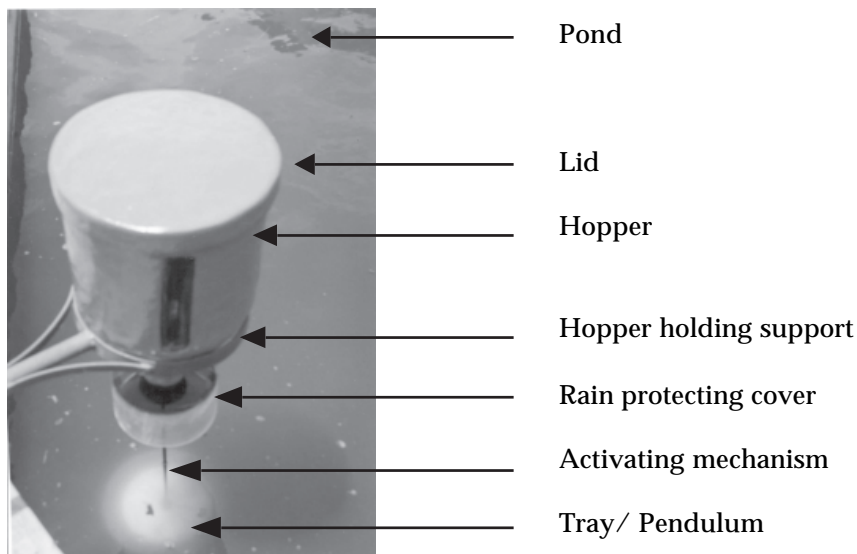 Pond
Lid
Hopper
Hopper holding support
Rain protecting cover
Activating mechanism
Tray/ Pendulum